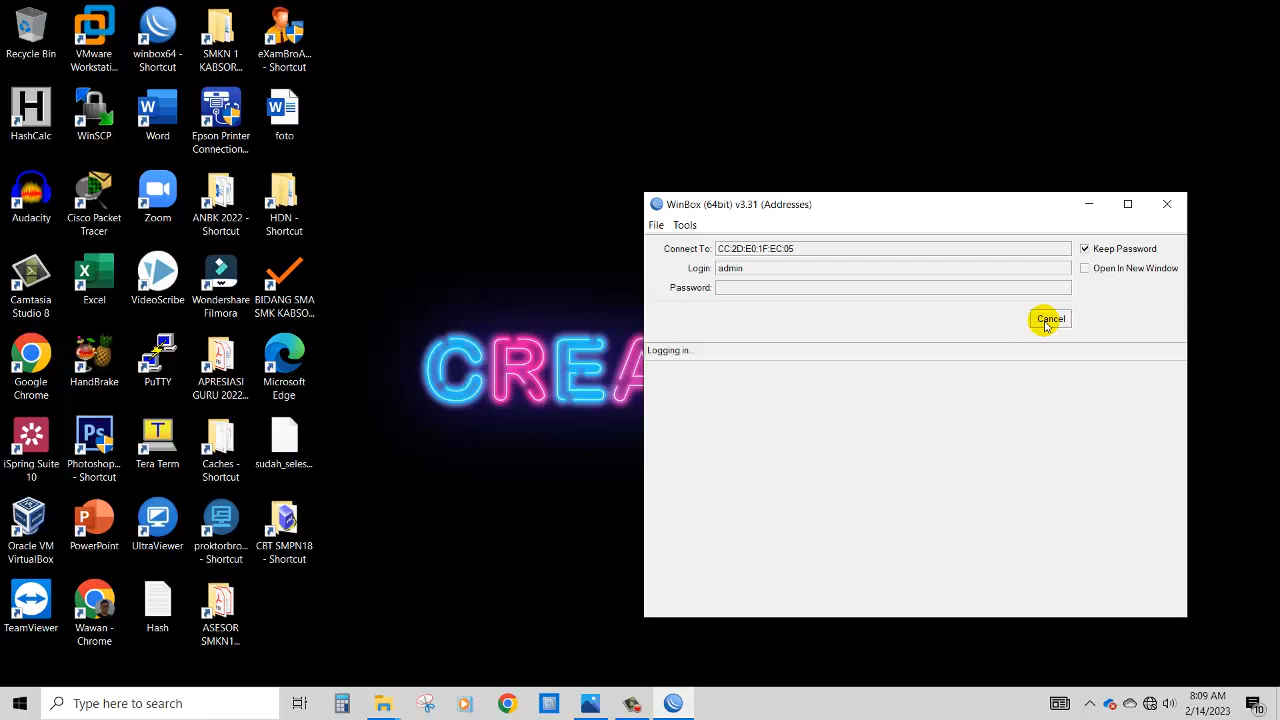 Recycle Bin
VMware
Workstati...
winbox64 -
Shortcut
SMKN 1
KABSOR...
eXamBroA...
- Shortcut
HashCalc
WinSCP
Word
Epson Printer
Connection...
foto
Audacity
Cisco Packet
Tracer
Zoom
ANBK 2022 -
Shortcut
HDN -
Shortcut
Camtasia
Studio 8
Excel
VideoScribe
Wondershare
Filmora
BIDANG SMA
SMK KABSO...
Google
Chrome
HandBrake
PuTTY
APRESIASI
GURU 2022...
Microsoft
Edge
iSpring Suite
10
Photoshop...
- Shortcut
Tera Term
Caches -
Shortcut
sudah_seles...
Oracle VM
VirtualBox
PowerPoint
UltraViewer
proktorbro...
- Shortcut
CBT SMPN18
- Shortcut
TeamViewer
Wawan -
Chrome
Hash
ASESOR
SMKN1...
CREA
WinBox (64bit) v3.31 (Addresses)
File Tools
Connect To: CC:2D:E0:1F:EC:05
Keep Password
Login: admin
Open In New Window
Password:
Cancel
Logging in...
Type here to search
8:09 AM
2/14/2023
10